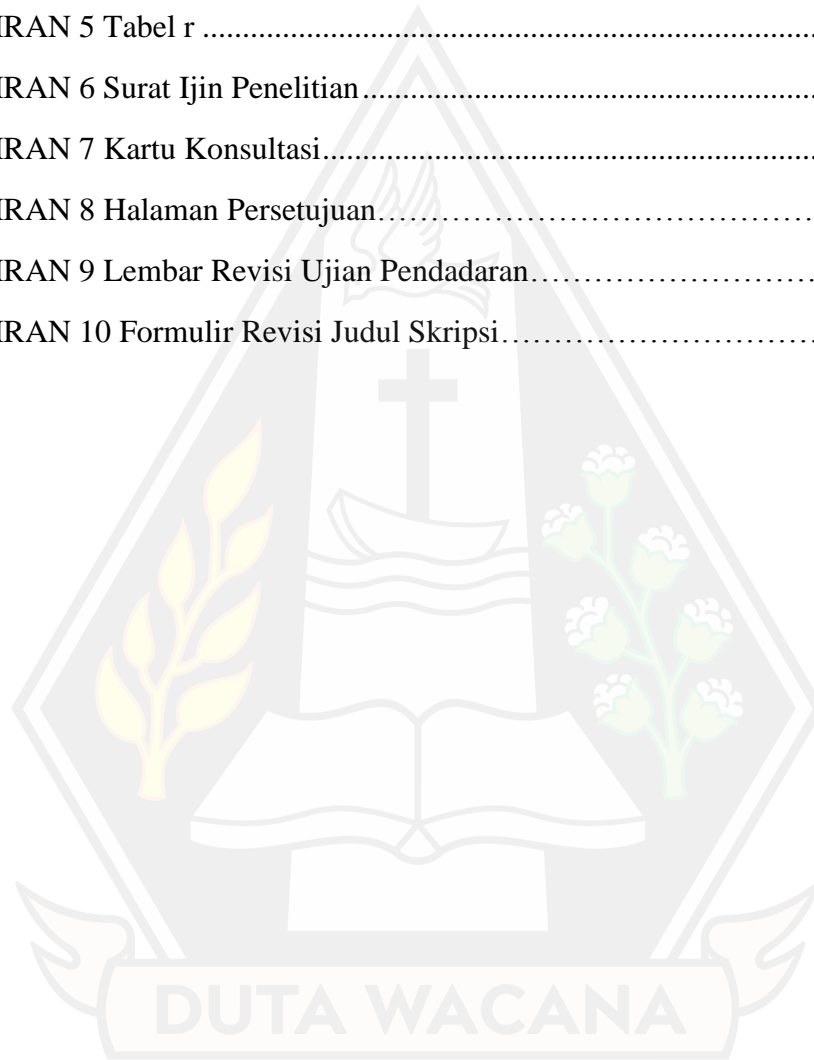 IRAN 5 Tabel r ..............................................................................
IRAN 6 Surat Ijin Penelitian ..........................................................
IRAN 7 Kartu Konsultasi...............................................................
IRAN 8 Halaman Persetujuan……………………………………………
IRAN 9 Lembar Revisi Ujian Pendadaran……………………………
IRAN 10 Formulir Revisi Judul Skripsi………………………………
DUTA WACANA